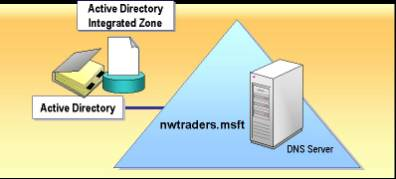 Active Directory
Integrated Zone
Active Directory
nwtraders.msft
DNS Server